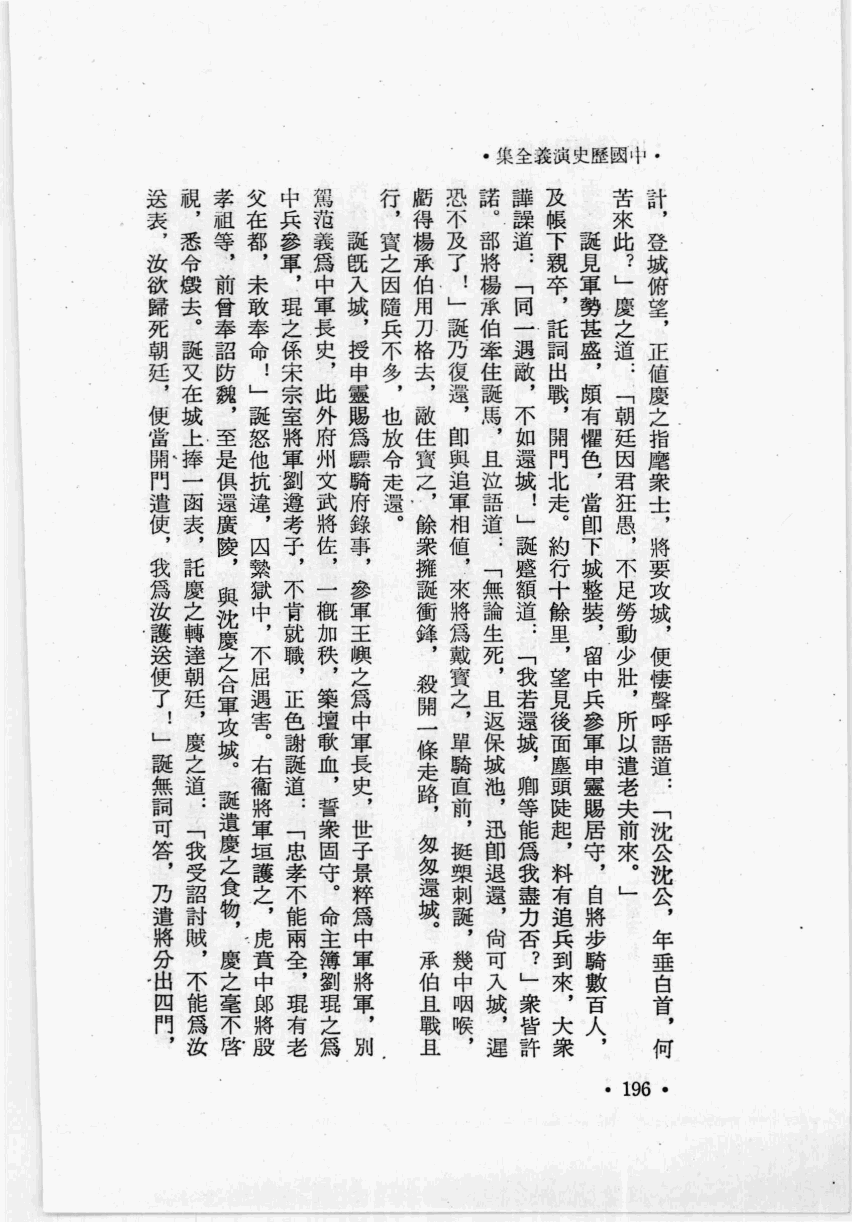 •中國歷史演義全集•
計，登城俯望，正值慶之指麾衆士，將要攻城，便悽聲呼語道：「沈公沈公，年垂白首，何
苦來此？」慶之道：「朝廷因君狂愚，不足勞動少壯，所以遣老夫前來。」
誕見軍勢甚盛，頗有懼色，當卽下城整裝，留中兵參軍申靈賜居守，自將步騎數百人，
及帳下親卒，託詞出戰，開門北走。約行十餘里，望見後面塵頭陡起，料有追兵到來，大衆
譁譟道：「同一遇敵，不如還城！」誕蹙額道：「我若還城，卿等能爲我盡力否？」衆皆許
諾。部將楊承伯牽住誕馬，且泣語道：「無論生死，且返保城池，迅卽退還，尙可入城，遲
恐不及了！」誕乃復還，卽與追軍相值，來將爲戴寶之，單騎直前，挺槊刺誕，幾中咽喉，
虧得楊承伯用刀格去，敵住寶之，餘衆擁誕衝鋒，殺開一條走路，匆匆還城。承伯且戰且
行，寶之因隨兵不多，也放令走還。
誕旣入城，授申靈賜爲驃騎府錄事，參軍王嶼之爲中軍長史，世子景粹爲中軍將軍，別
駕范義爲中軍長史，此外府州文武將佐，一概加秩，築壇歃血，誓衆固守。命主簿劉琨之爲
中兵參軍，琨之係宋宗室將軍劉遵考子，不肯就職，正色謝誕道：「忠孝不能兩全，琨有老
父在都，未敢奉命！」誕怒他抗違，囚縶獄中，不屈遇害。右衞將軍垣護之，虎賁中郎將殷
孝祖等，前曾奉詔防魏，至是俱還廣陵，與沈慶之合軍攻城。誕遺慶之食物，慶之毫不啓
視，悉令燬去。誕又在城上捧一函表，託慶之轉達朝廷，慶之道：「我受詔討賊，不能爲汝
送表，汝欲歸死朝廷，便當開門遣使，我爲汝護送便了！」誕無詞可答，乃遣將分出四門，
• 196 •